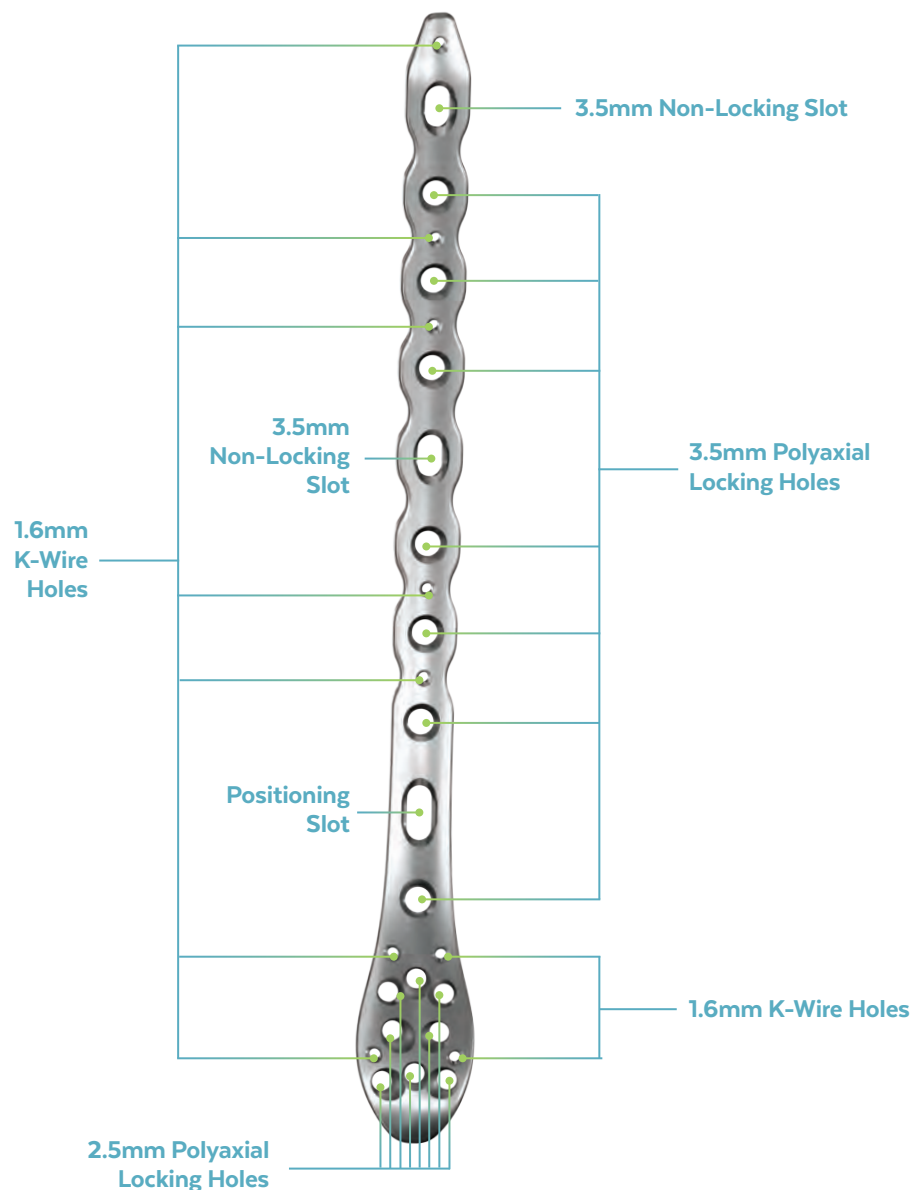 3.5mm Non-Locking Slot
3.5mm
Non-Locking
Slot
3.5mm Polyaxial
Locking Holes
1.6mm
K-Wire
Holes
Positioning
Slot
1.6mm K-Wire Holes
2.5mm Polyaxial
Locking Holes